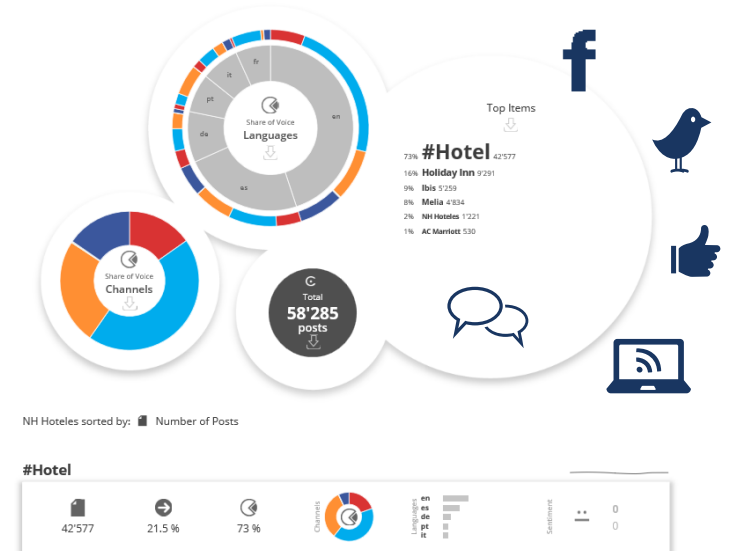 fr
it
pt
de
es
en
Share of Voice
Languages
Top Items
73% #Hotel 42'577
16% Holiday Inn 9'291
9% Ibis 5'259
8% Melia 4'834
2% NH Hoteles 1'221
1% AC Marriott 530
Share of Voice
Channels
Total
58'285
posts
NH Hoteles sorted by: Number of Posts
#Hotel
42'577
21.5 %
73 %
Channels
Languages
en
es
de
pt
it
Sentiment
0
0